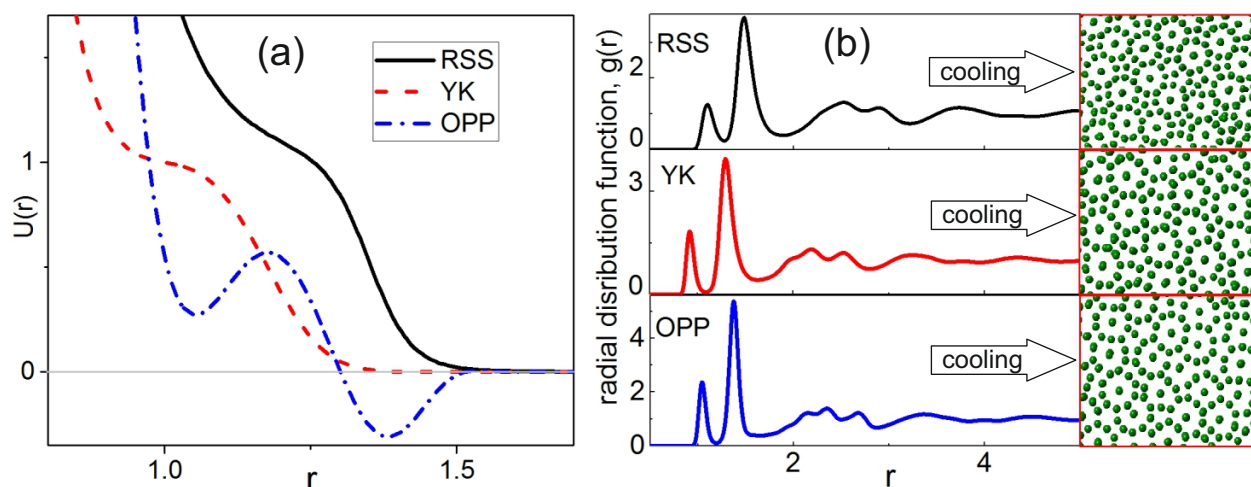 (a)
RSS
YK
OPP
U(r)
1
0
1.0
1.5
r
(b)
radial disribution function, g(r)
RSS
2
0
cooling
YK
3
0
cooling
OPP
4
2
0
cooling
2
4
r